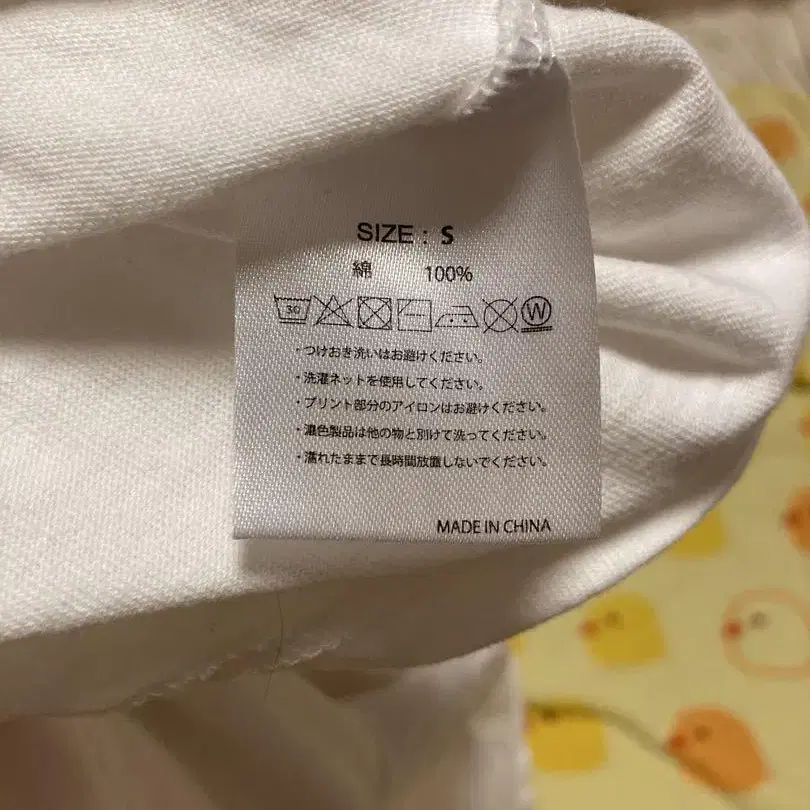 SIZE : S
綿 100%
30 W
・つけおき洗いはお避けください。
・洗濯ネットを使用してください。
・プリント部分のアイロンはお避けください。
・濃色製品は他の物と別けて洗ってください。
・濡れたままで長時間放置しないでください。
MADE IN CHINA